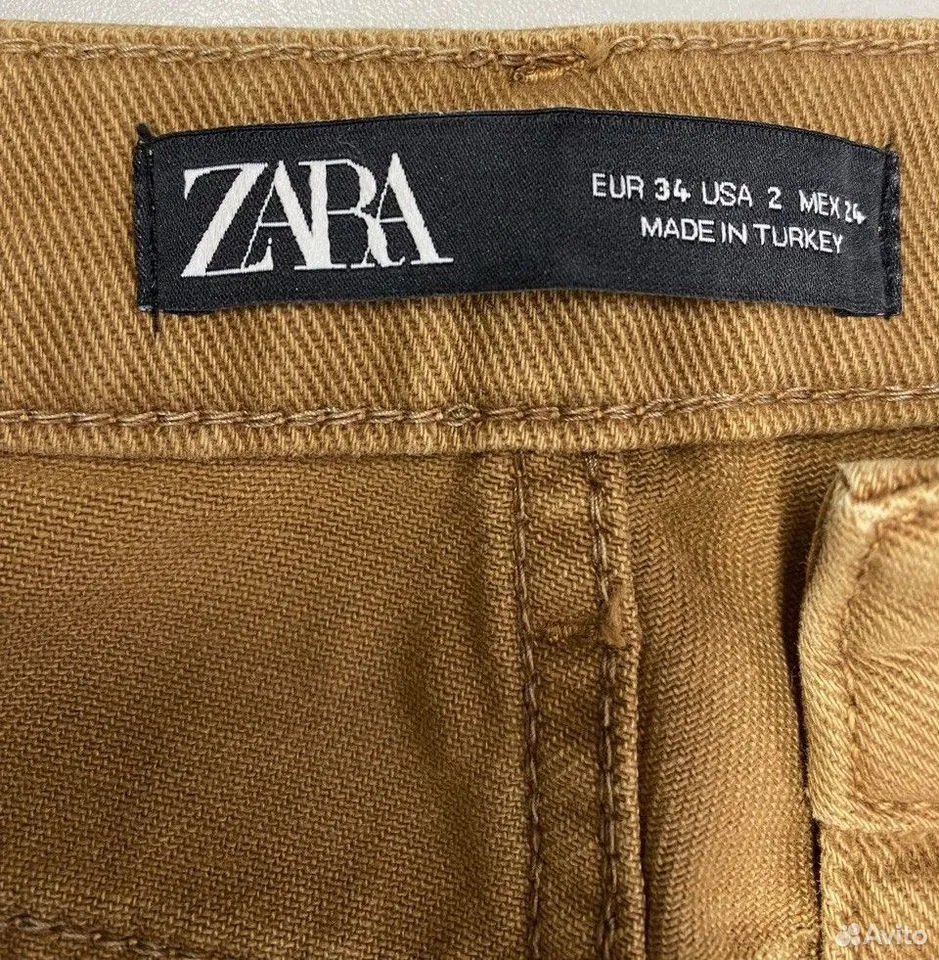 ZARA
EUR 34 USA 2 MEX 24
MADE IN TURKEY
Avito